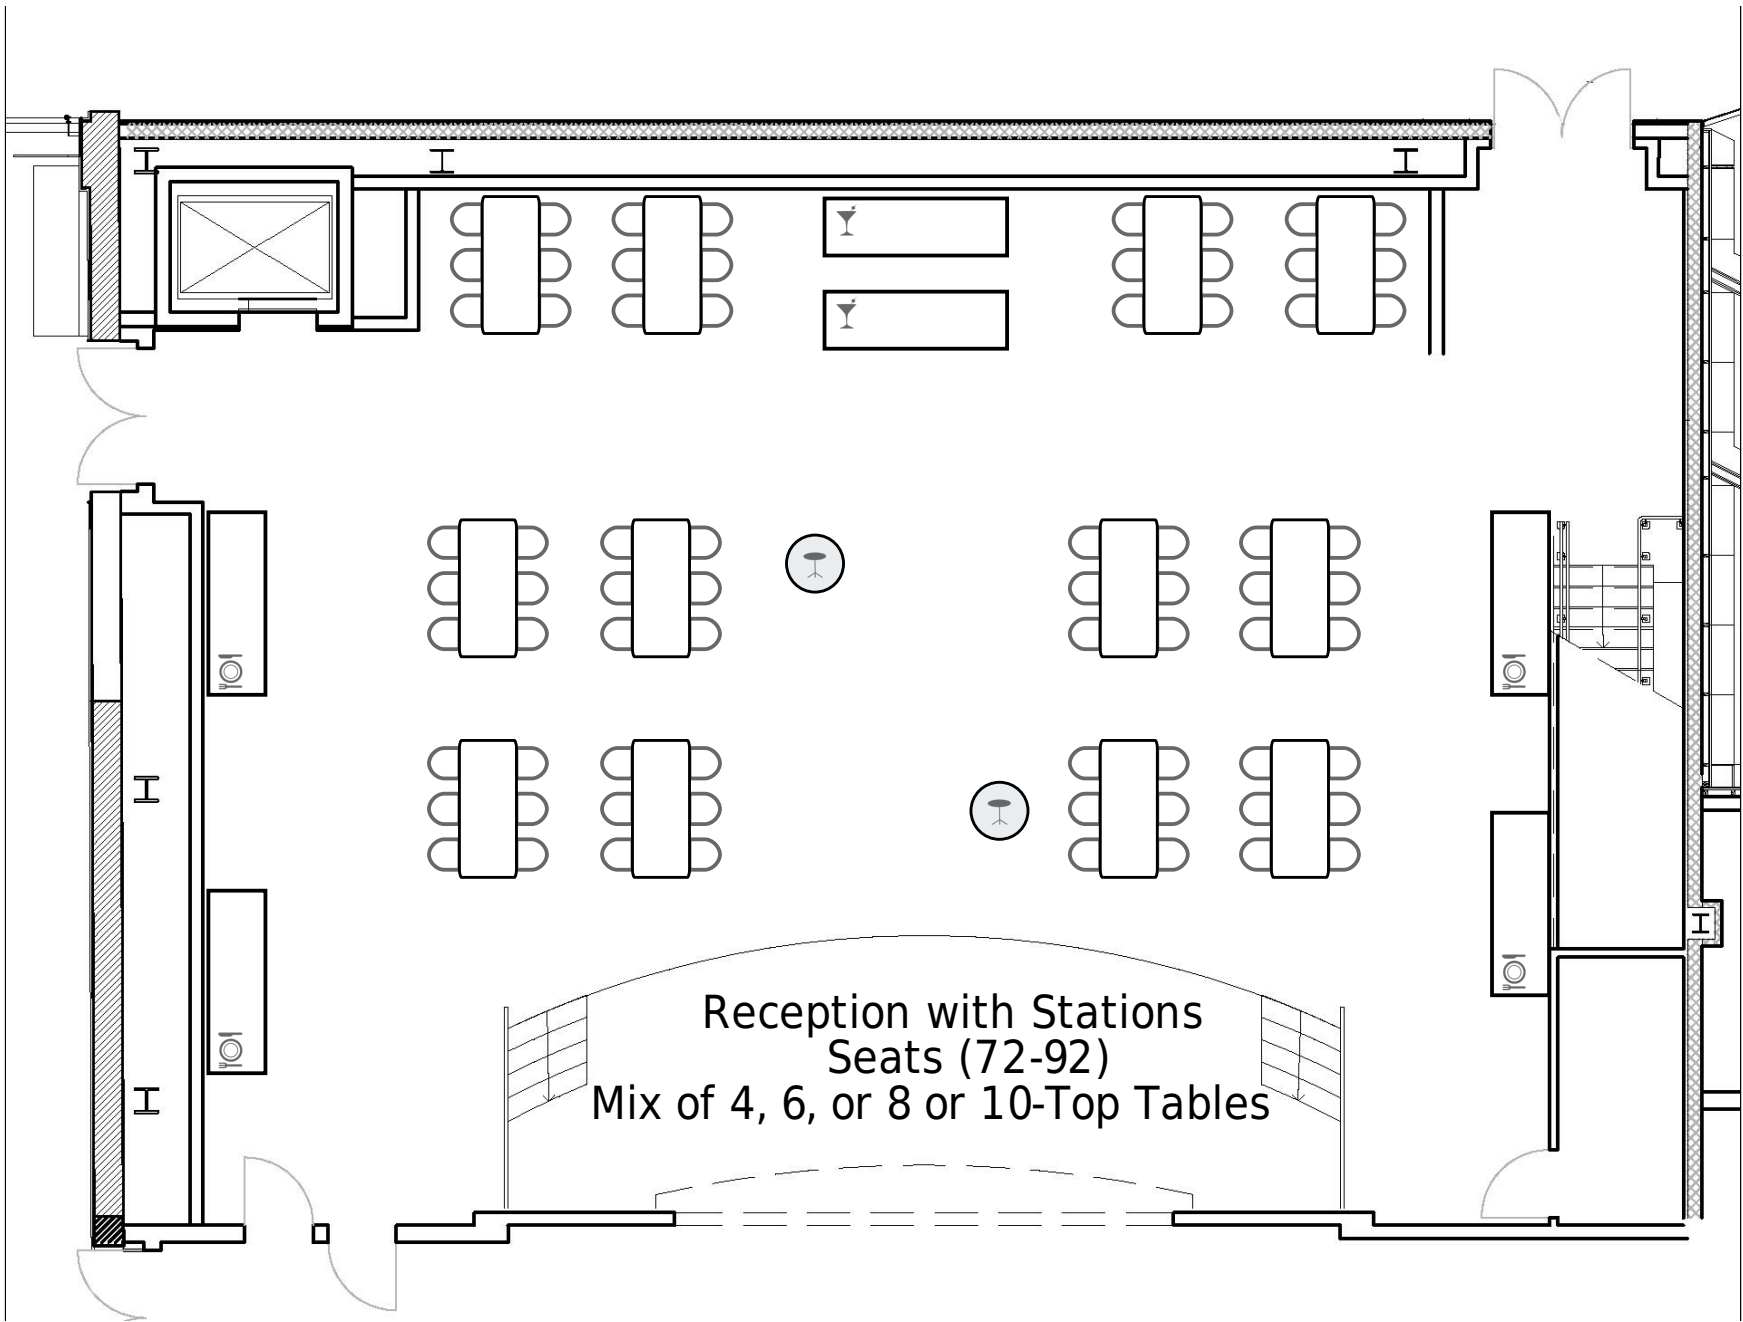 Reception with Stations
Seats (72-92)
Mix of 4, 6, or 8 or 10-Top Tables